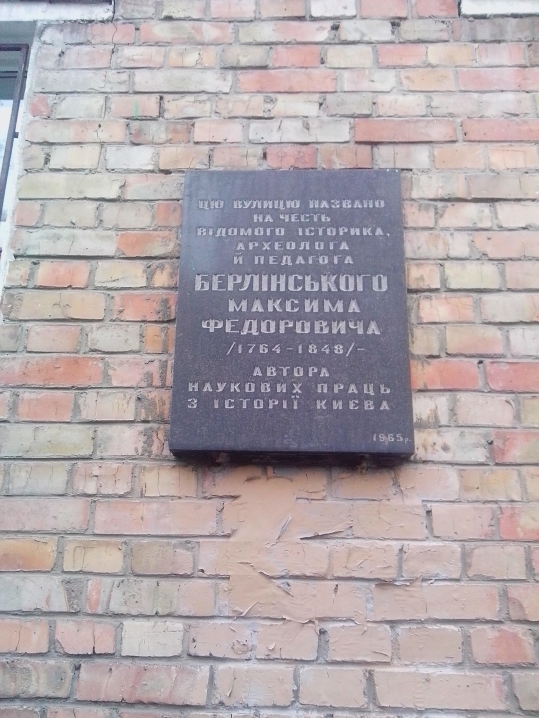 ЦЮ ВУЛИЦЮ НАЗВАНО
НА ЧЕСТЬ
ВІДОМОГО ІСТОРИКА,
АРХЕОЛОГА
Й ПЕДАГОГА
БЕРЛІНСЬКОГО
МАКСИМА
ФЕДОРОВИЧА
/1764-1848/-
АВТОРА
НАУКОВИХ ПРАЦЬ
З ІСТОРІЇ КИЄВА
1965р.